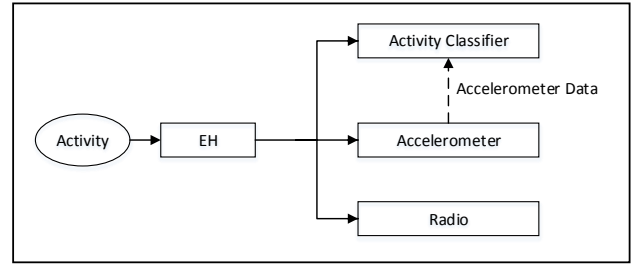 Activity Classifier
Accelerometer Data
Activity
EH
Accelerometer
Radio